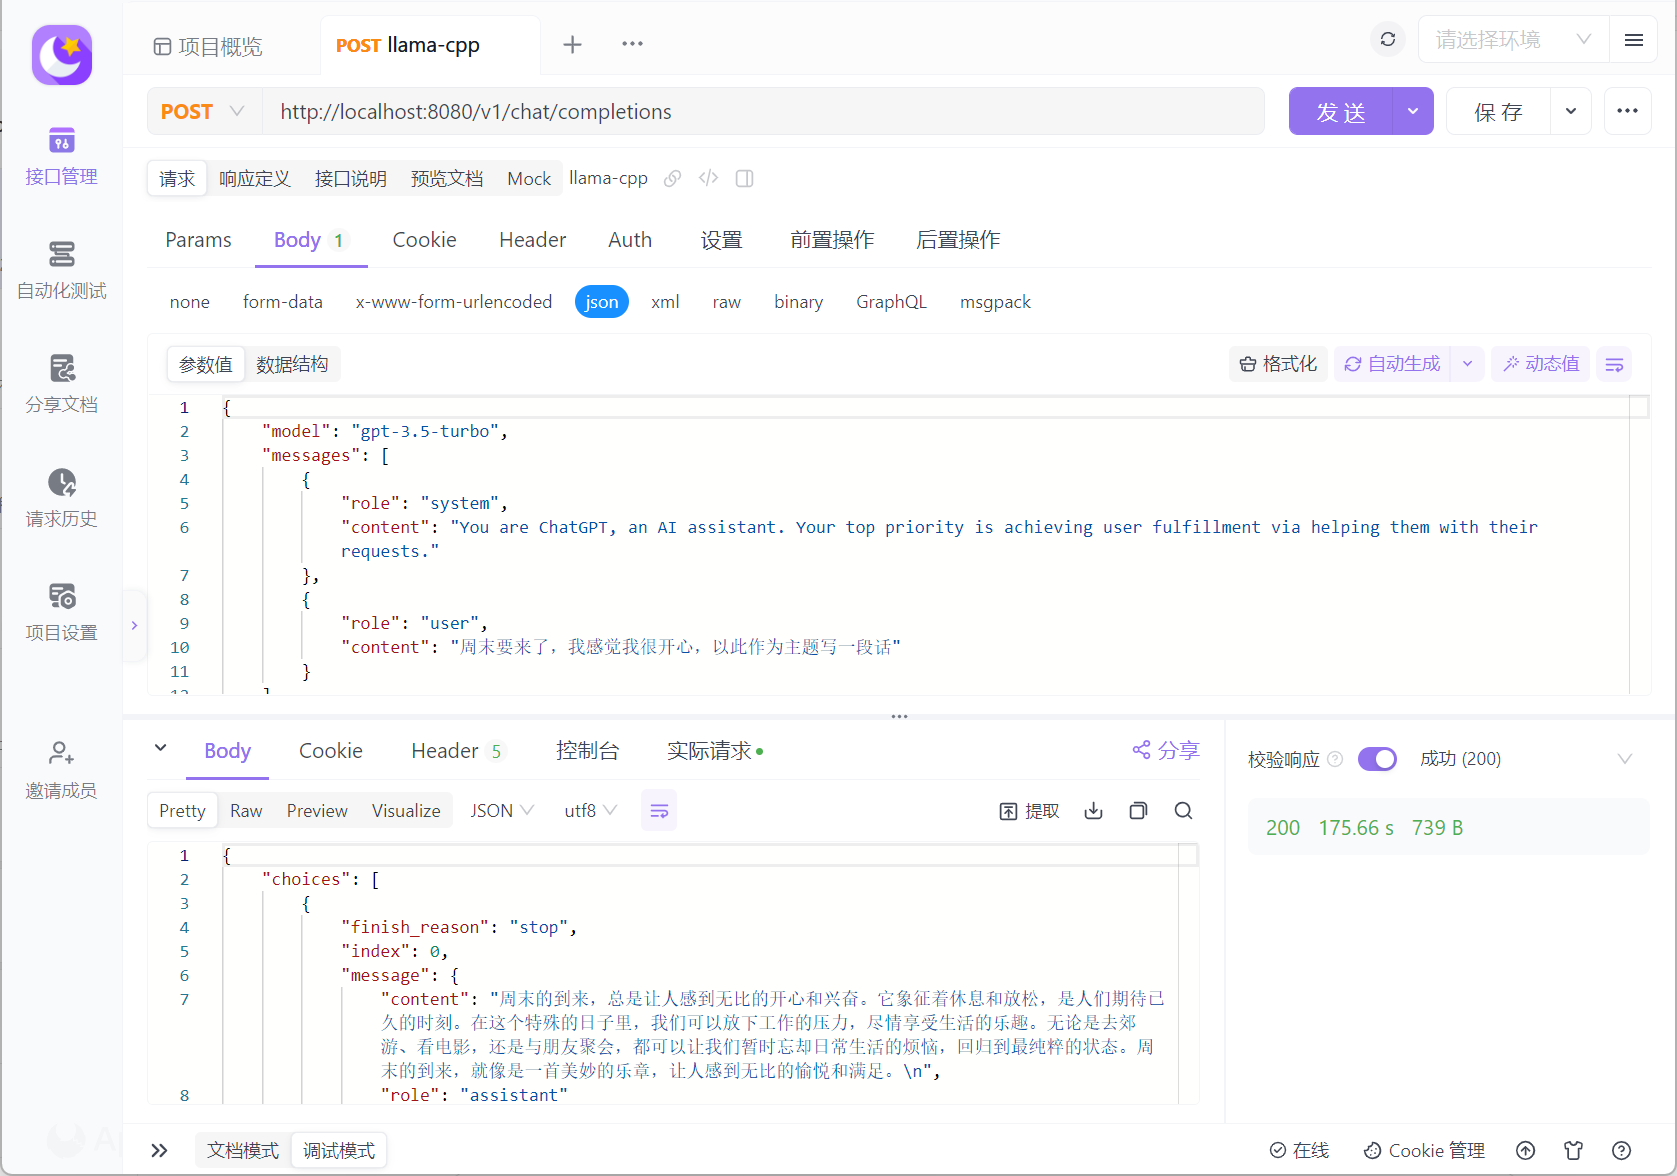 项目概览
POST llama-cpp
请选择环境
POST
http://localhost:8080/v1/chat/completions
发 送
保 存
接口管理
自动化测试
分享文档
请求历史
项目设置
邀请成员
请求 响应定义 接口说明 预览文档 Mock llama-cpp
Params Body 1 Cookie Header Auth 设置 前置操作 后置操作
none form-data x-www-form-urlencoded json xml raw binary GraphQL msgpack
参数值 数据结构 格式化 自动生成 动态值
1 {
2 "model": "gpt-3.5-turbo",
3 "messages": [
4 {
5 "role": "system",
6 "content": "You are ChatGPT, an AI assistant. Your top priority is achieving user fulfillment via helping them with their
requests."
7 },
8 {
9 "role": "user",
10 "content": "周末要来了，我感觉我很开心，以此作为主题写一段话"
11 }
12 ]
Body Cookie Header 5 控制台 实际请求 分享
Pretty Raw Preview Visualize JSON utf8 提取
1 {
2 "choices": [
3 {
4 "finish_reason": "stop",
5 "index": 0,
6 "message": {
7 "content": "周末的到来，总是让人感到无比的开心和兴奋。它象征着休息和放松，是人们期待已
久的时刻。在这个特殊的日子里，我们可以放下工作的压力，尽情享受生活的乐趣。无论是去郊
游、看电影，还是与朋友聚会，都可以让我们暂时忘却日常生活的烦恼，回归到最纯粹的状态。周
末的到来，就像是一首美妙的乐章，让人感到无比的愉悦和满足。\n",
8 "role": "assistant"
校验响应 成功 (200)
200 175.66 s 739 B
文档模式 调试模式
在线 Cookie 管理